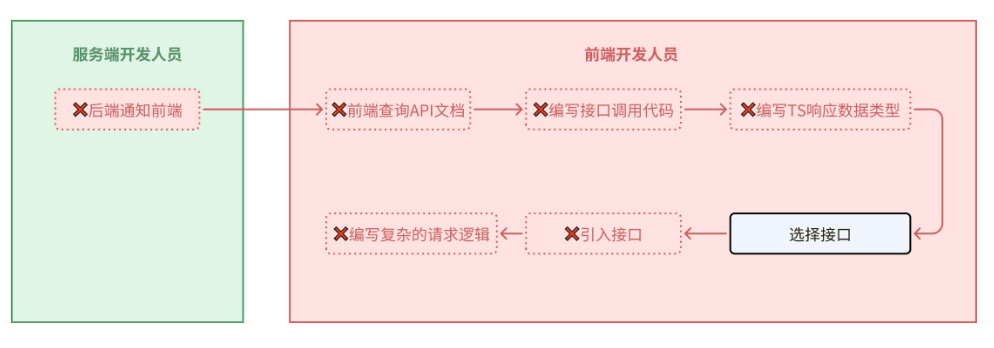 服务端开发人员
❌后端通知前端
前端开发人员
❌前端查询API文档
❌编写接口调用代码
❌编写TS响应数据类型
选择接口
❌引入接口
❌编写复杂的请求逻辑